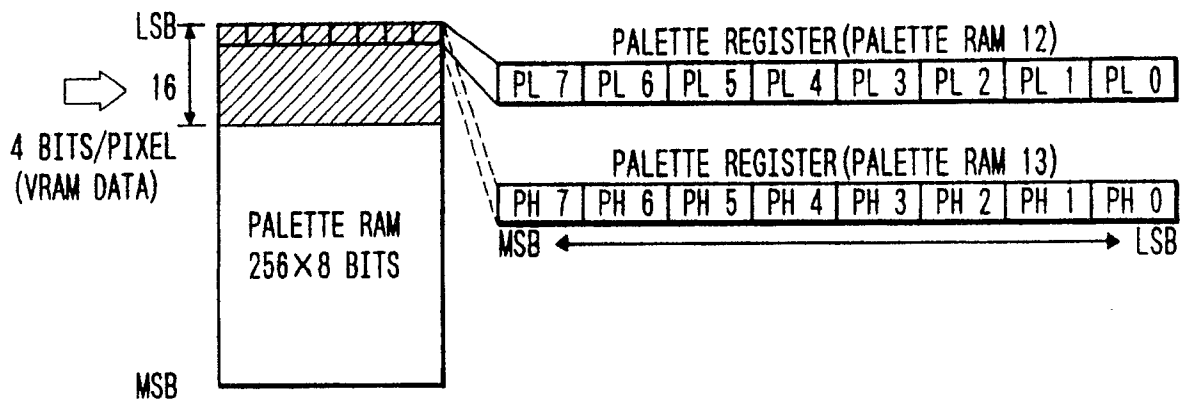 LSB
16
4 BITS/PIXEL
(VRAM DATA)
PALETTE RAM
256×8 BITS
MSB
PALETTE REGISTER(PALETTE RAM 12)
PL 7 PL 6 PL 5 PL 4 PL 3 PL 2 PL 1 PL 0
PALETTE REGISTER(PALETTE RAM 13)
PH 7 PH 6 PH 5 PH 4 PH 3 PH 2 PH 1 PH 0
MSB LSB